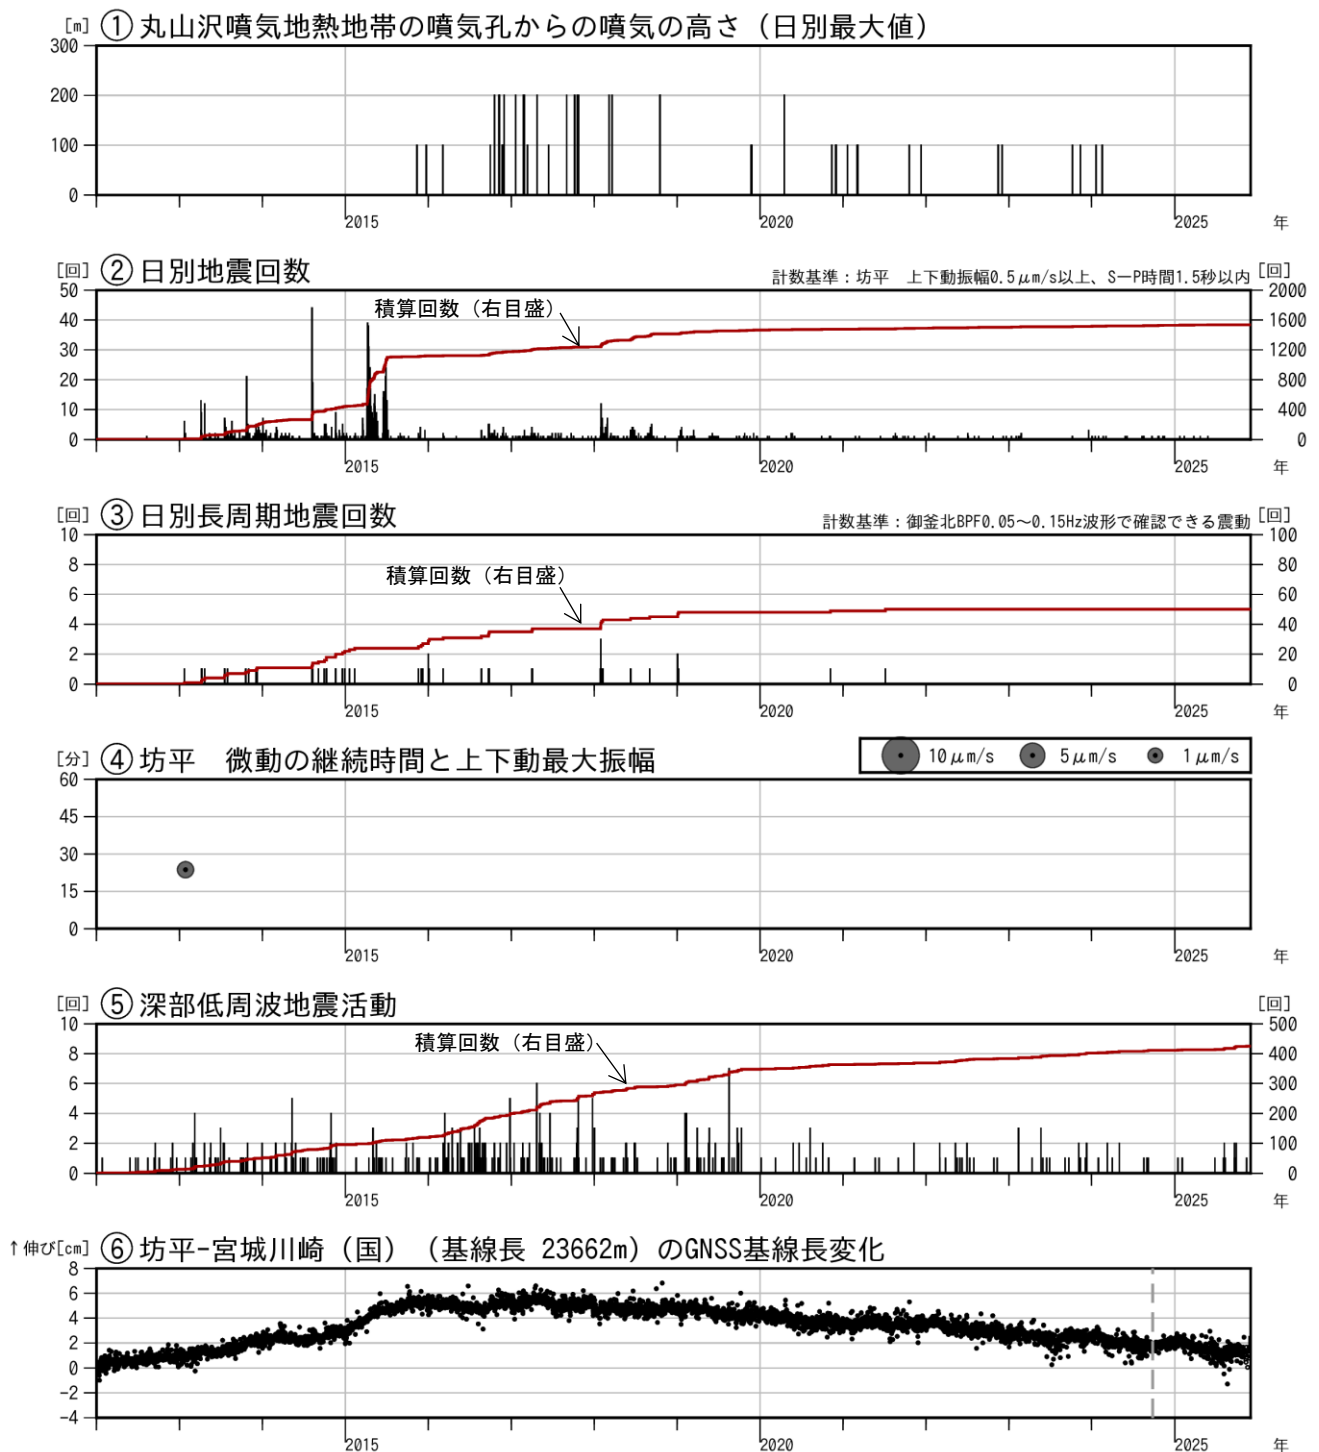 [m] ①丸山沢噴気地熱地帯の噴気孔からの噴気の高さ（日別最大値）
300
200
100
0
2015 2020 2025 年
[回] ②日別地震回数 計数基準：坊平　上下動振幅0.5μm/s以上、S－P時間1.5秒以内 [回]
50 2000
積算回数（右目盛）
40 1600
30 1200
20 800
10 400
0 0
2015 2020 2025 年
[回] ③日別長周期地震回数 計数基準：御釜北BPF0.05～0.15Hz波形で確認できる震動 [回]
10 100
8 80
積算回数（右目盛）
6 60
4 40
2 20
0 0
2015 2020 2025 年
[分] ④坊平　微動の継続時間と上下動最大振幅 10μm/s 5μm/s 1μm/s
60
45
30
15
0
2015 2020 2025 年
[回] ⑤深部低周波地震活動 [回]
10 500
積算回数（右目盛）
8 400
6 300
4 200
2 100
0 0
2015 2020 2025 年
↑伸び[cm] ⑥坊平-宮城川崎（国）（基線長 23662m）のGNSS基線長変化
8
6
4
2
0
-2
-4
2015 2020 2025 年